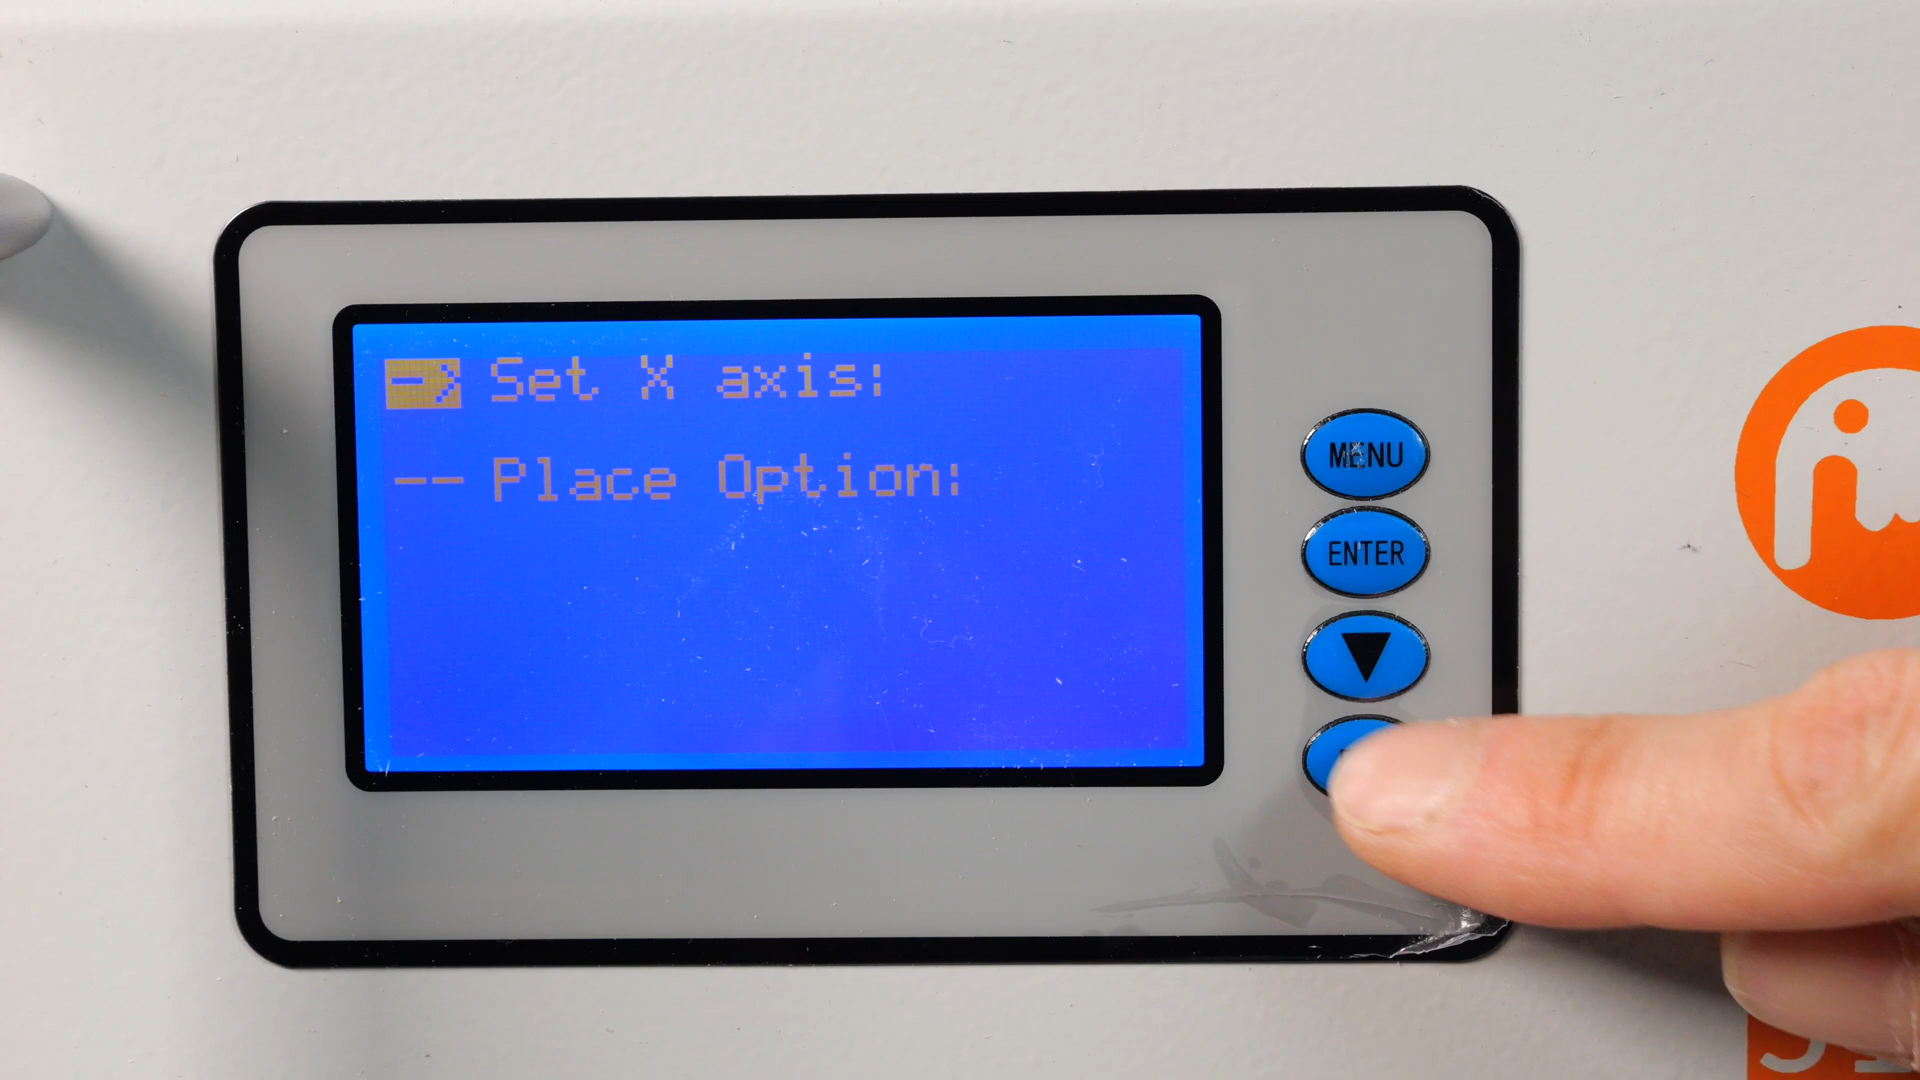 -> Set X axis:
-- Place Option:
MENU
ENTER